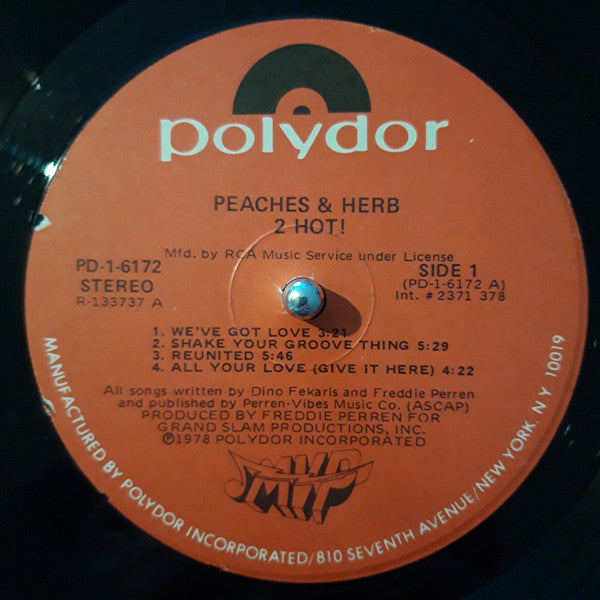 polydor
PEACHES & HERB
2 HOT!
Mfd. by RCA Music Service under License
PD-1-6172
STEREO
R-133737 A
SIDE 1
(PD-1-6172 A)
Int. # 2371 378
1. WE'VE GOT LOVE 3:21
2. SHAKE YOUR GROOVE THING 5:29
3. REUNITED 5:46
4. ALL YOUR LOVE (GIVE IT HERE) 4:22
All songs written by Dino Fekaris and Freddie Perren
and published by Perren-Vibes Music Co. (ASCAP)
PRODUCED BY FREDDIE PERREN FOR
GRAND SLAM PRODUCTIONS, INC.
℗1978 POLYDOR INCORPORATED
MVP
MANUFACTURED BY POLYDOR INCORPORATED/810 SEVENTH AVENUE/NEW YORK, N.Y. 10019